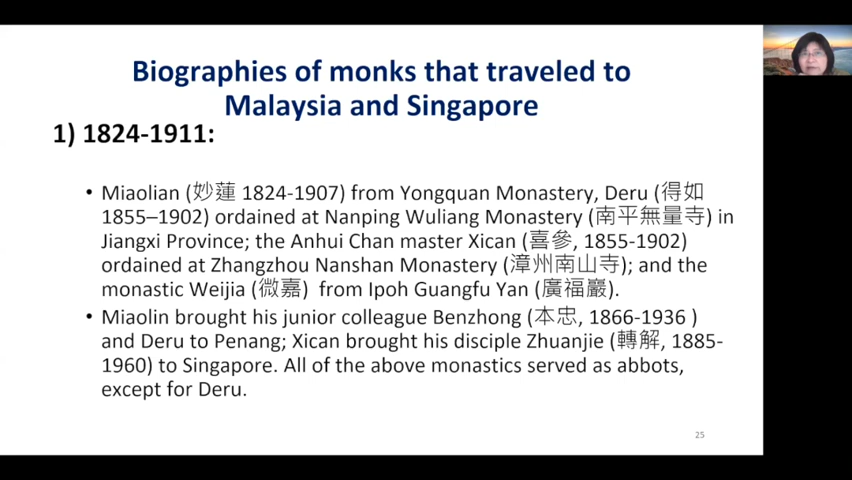 Biographies of monks that traveled to
Malaysia and Singapore
1) 1824-1911:
• Miaolian (妙蓮 1824-1907) from Yongquan Monastery, Deru (得如
1855–1902) ordained at Nanping Wuliang Monastery (南平無量寺) in
Jiangxi Province; the Anhui Chan master Xican (喜參, 1855-1902)
ordained at Zhangzhou Nanshan Monastery (漳州南山寺); and the
monastic Weijia (微嘉) from Ipoh Guangfu Yan (廣福巖).
• Miaolin brought his junior colleague Benzhong (本忠, 1866-1936 )
and Deru to Penang; Xican brought his disciple Zhuanjie (轉解, 1885-
1960) to Singapore. All of the above monastics served as abbots,
except for Deru.
25